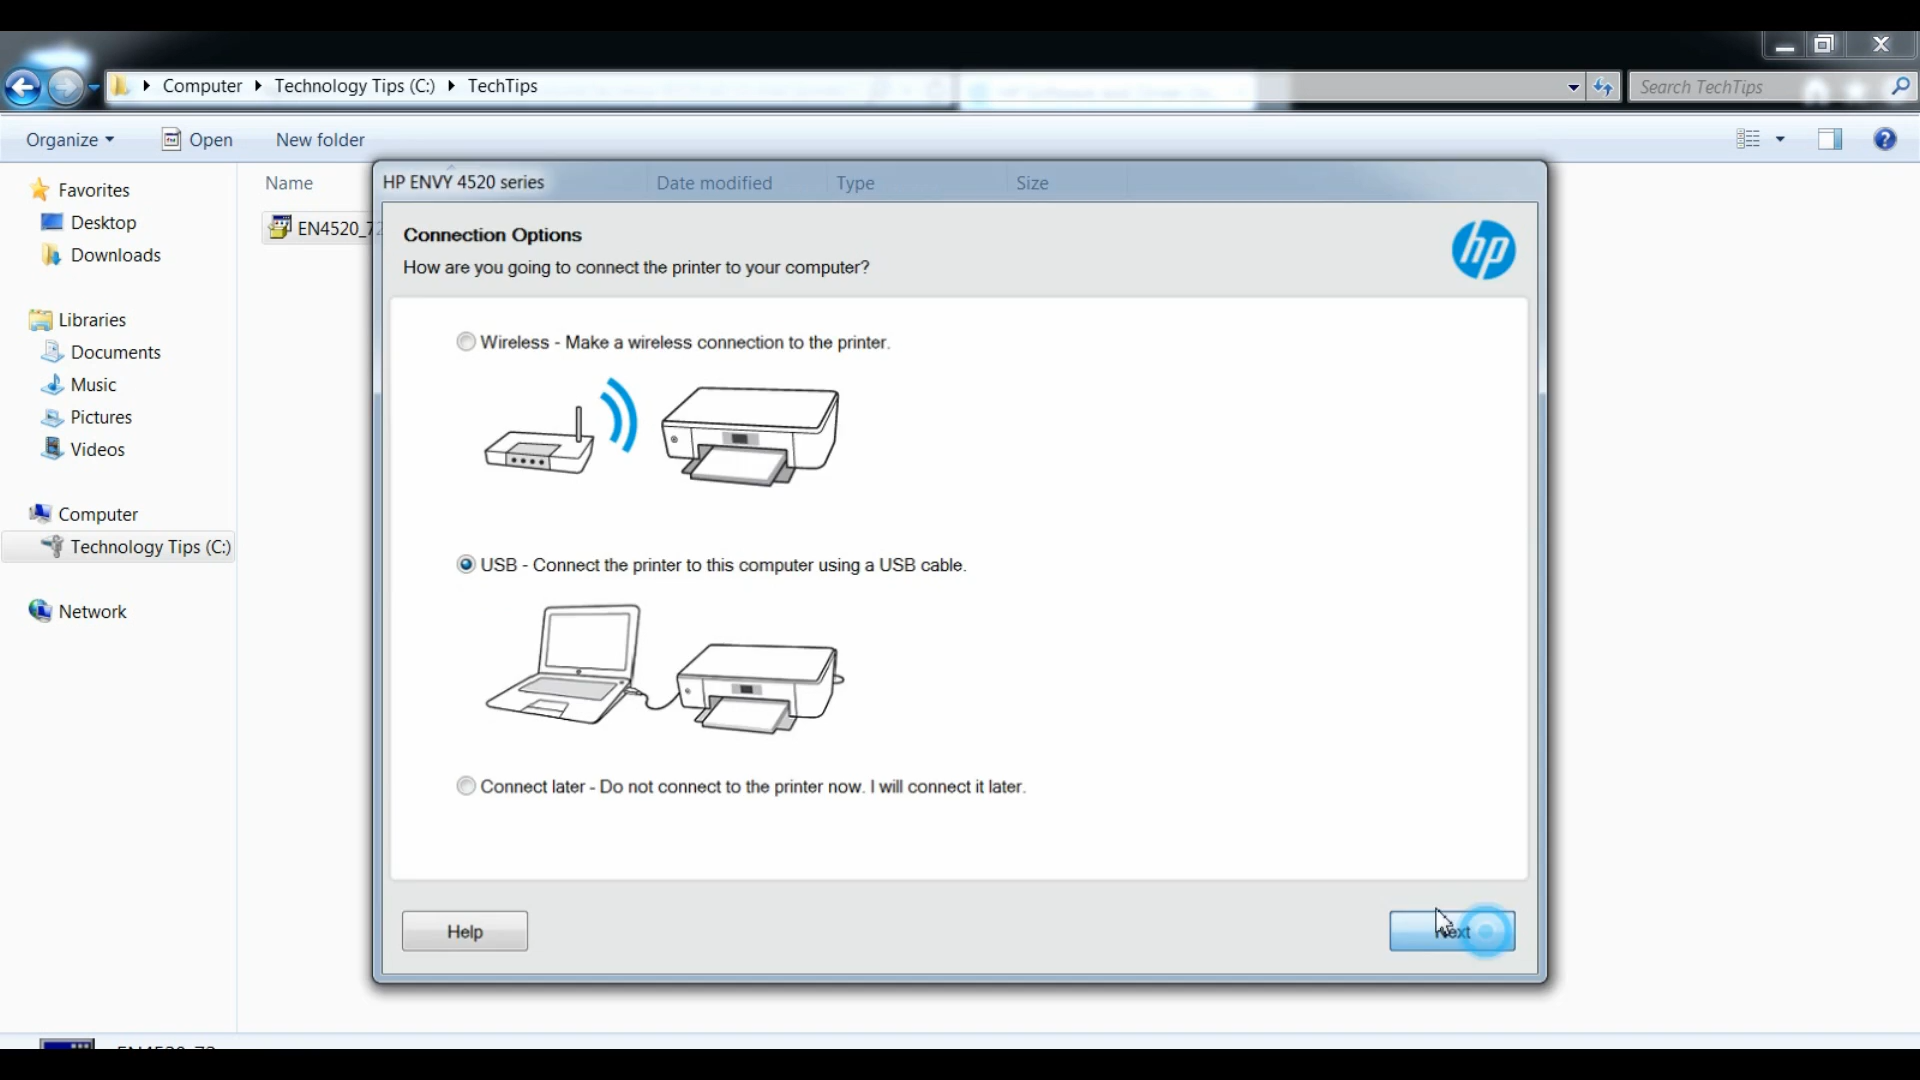 Computer Technology Tips (C:) TechTips
Search TechTips
Organize Open New folder
Favorites
Desktop
Downloads
Libraries
Documents
Music
Pictures
Videos
Computer
Technology Tips (C:)
Network
Name Date modified Type Size
EN4520_72
HP ENVY 4520 series
Connection Options
How are you going to connect the printer to your computer?
hp
Wireless - Make a wireless connection to the printer.
USB - Connect the printer to this computer using a USB cable.
Connect later - Do not connect to the printer now. I will connect it later.
Help
Next